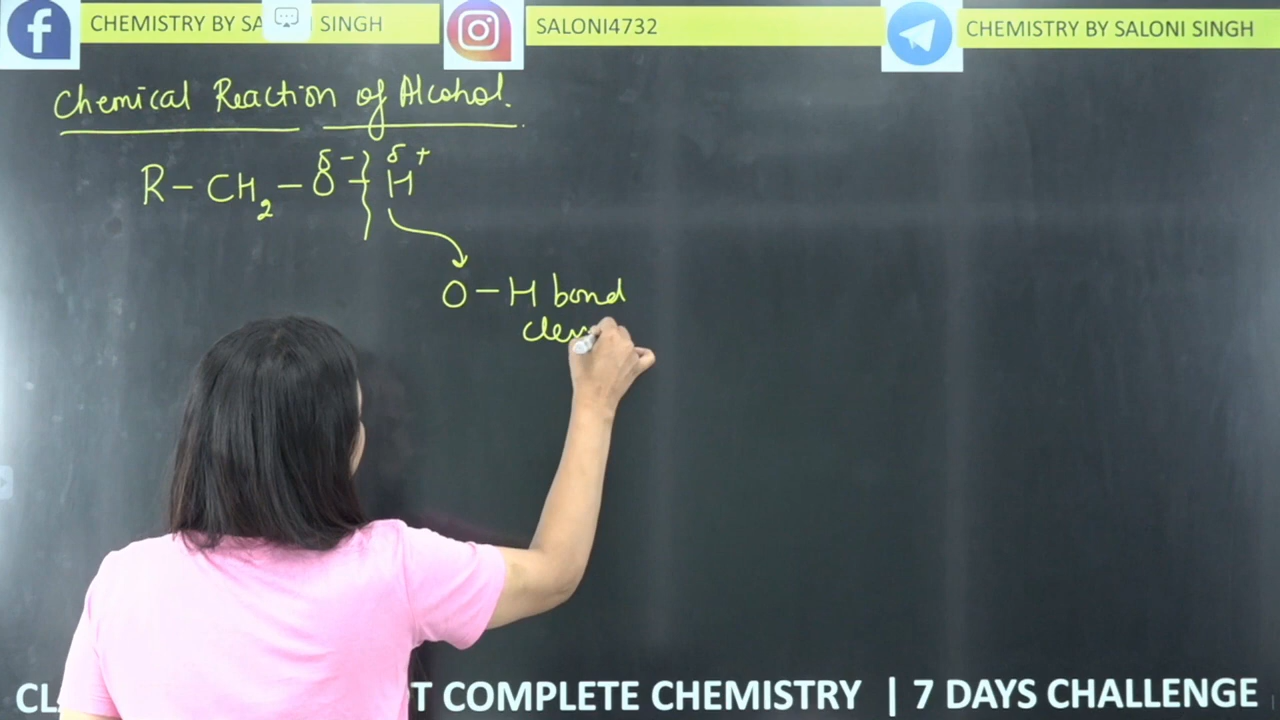 CHEMISTRY BY SA SINGH
SALONI4732
CHEMISTRY BY SALONI SINGH
Chemical Reaction of Alcohol.
R - CH2 - O δ- - H δ+
O - H bond
COMPLETE CHEMISTRY | 7 DAYS CHALLENGE